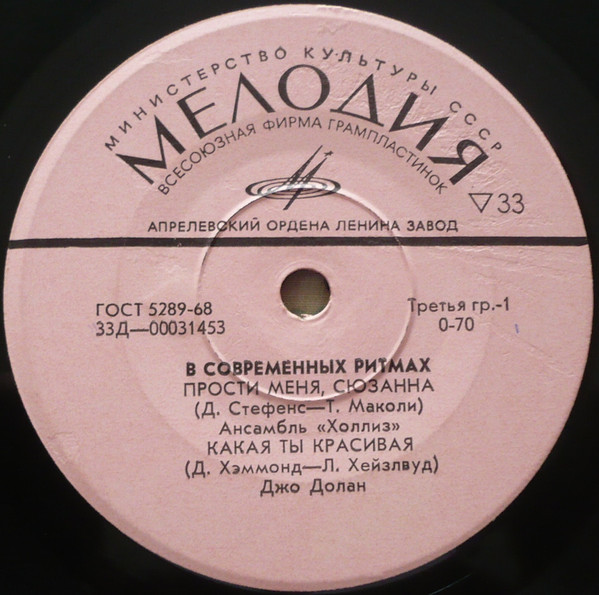 МИНИСТЕРСТВО КУЛЬТУРЫ СССР
МЕЛОДИЯ
ВСЕСОЮЗНАЯ ФИРМА ГРАМПЛАСТИНОК
33
АПРЕЛЕВСКИЙ ОРДЕНА ЛЕНИНА ЗАВОД
ГОСТ 5289-68
33Д—00031453
Третья гр.-1
0-70
В СОВРЕМЕННЫХ РИТМАХ
ПРОСТИ МЕНЯ, СЮЗАННА
(Д. Стефенс—Т. Маколи)
Ансамбль «Холлиз»
КАКАЯ ТЫ КРАСИВАЯ
(Д. Хэммонд—Л. Хейзлвуд)
Джо Долан